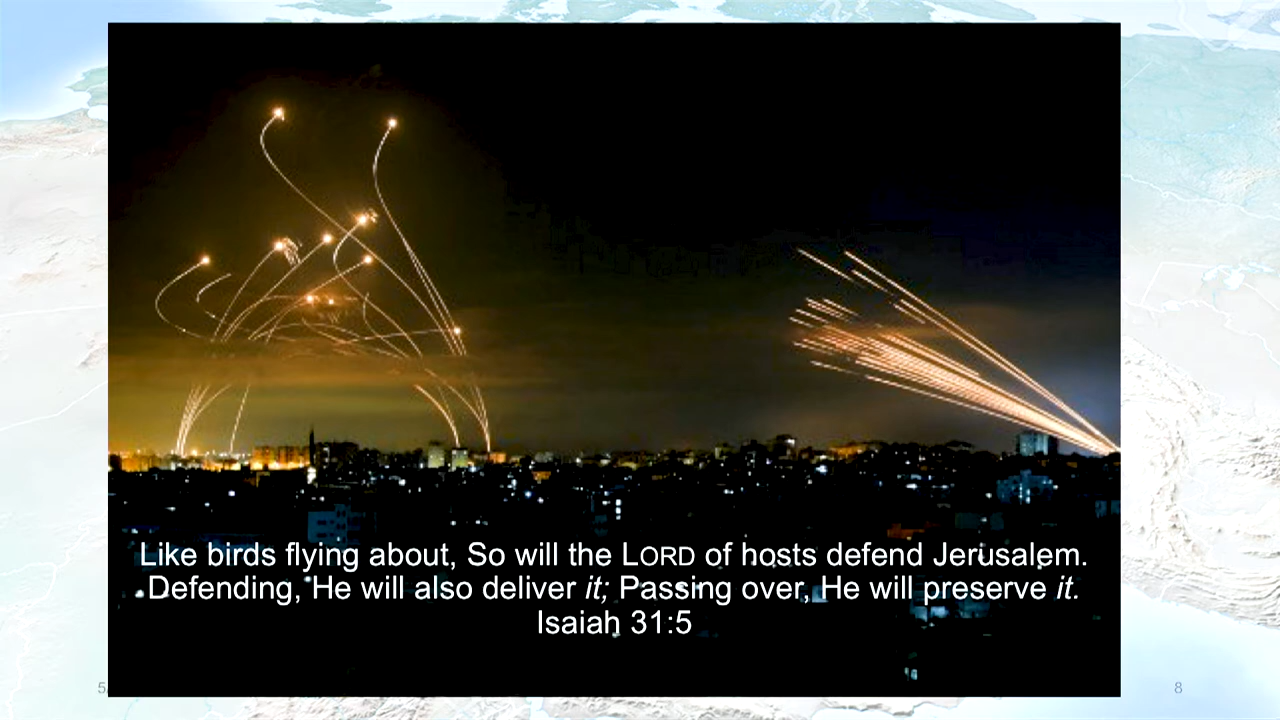 Like birds flying about, So will the LORD of hosts defend Jerusalem.
Defending, He will also deliver it; Passing over, He will preserve it.
Isaiah 31:5
5
8